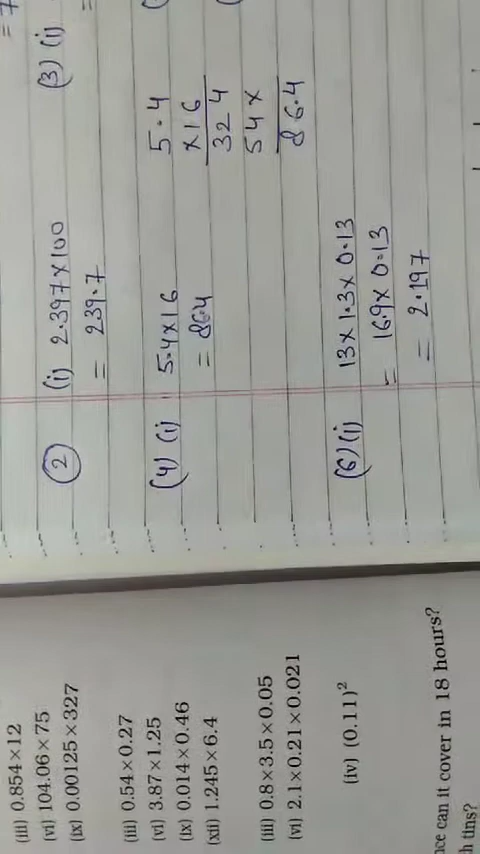 (3) (i)
(2) (i) 2.397×100
= 239.7
(4) (i) 5.4×16
= 86.4
5.4
×16
324
54×
86.4
(6) (i) 13×1.3×0.13
= 16.9×0.13
= 2.197
(iii) 0.854×12
(vi) 104.06×75
(ix) 0.00125×327
(iii) 0.54×0.27
(vi) 3.87×1.25
(ix) 0.014×0.46
(xii) 1.245×6.4
(iii) 0.8×3.5×0.05
(vi) 2.1×0.21×0.021
(iv) (0.11)²
can it cover in 18 hours?
tins?